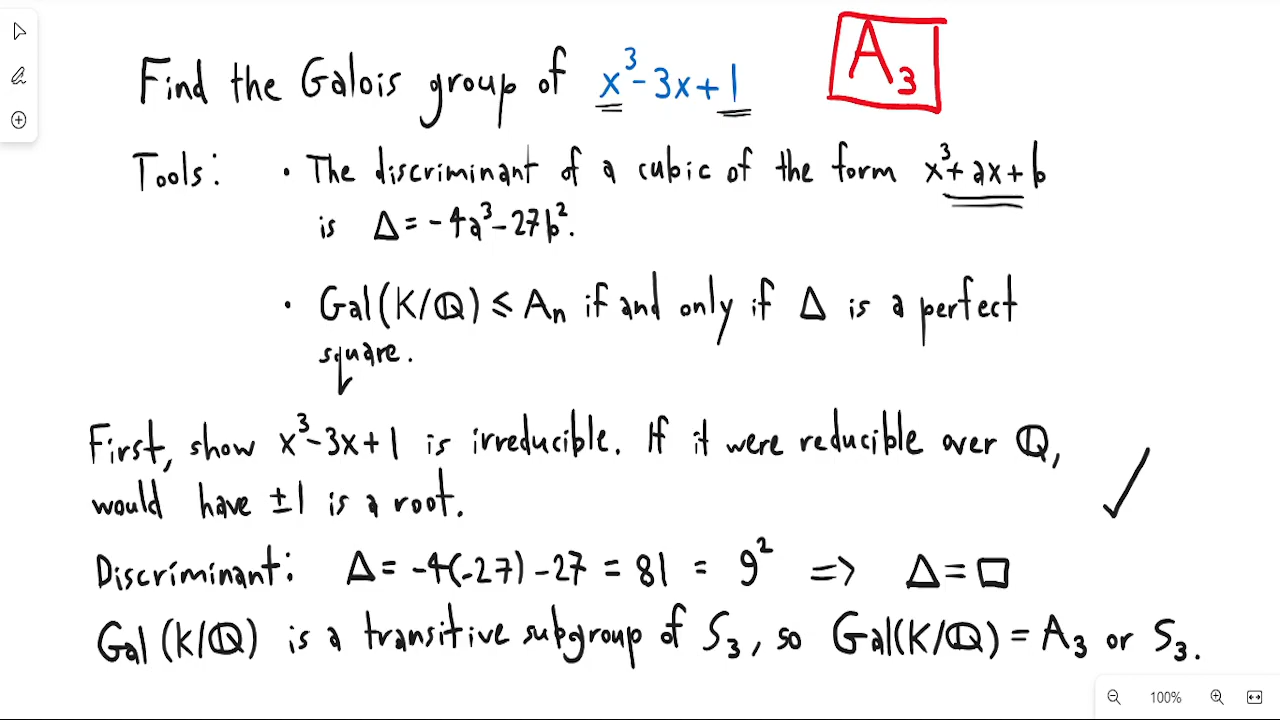 Find the Galois group of x³-3x+1
A₃
Tools: • The discriminant of a cubic of the form x³+ax+b
is Δ = -4a³-27b².
• Gal(K/ℚ) ≤ Aₙ if and only if Δ is a perfect
square.
First, show x³-3x+1 is irreducible. If it were reducible over ℚ,
would have ±1 is a root.
Discriminant: Δ = -4(-27) - 27 = 81 = 9² => Δ = □
Gal(K/ℚ) is a transitive subgroup of S₃, so Gal(K/ℚ) = A₃ or S₃.
100%